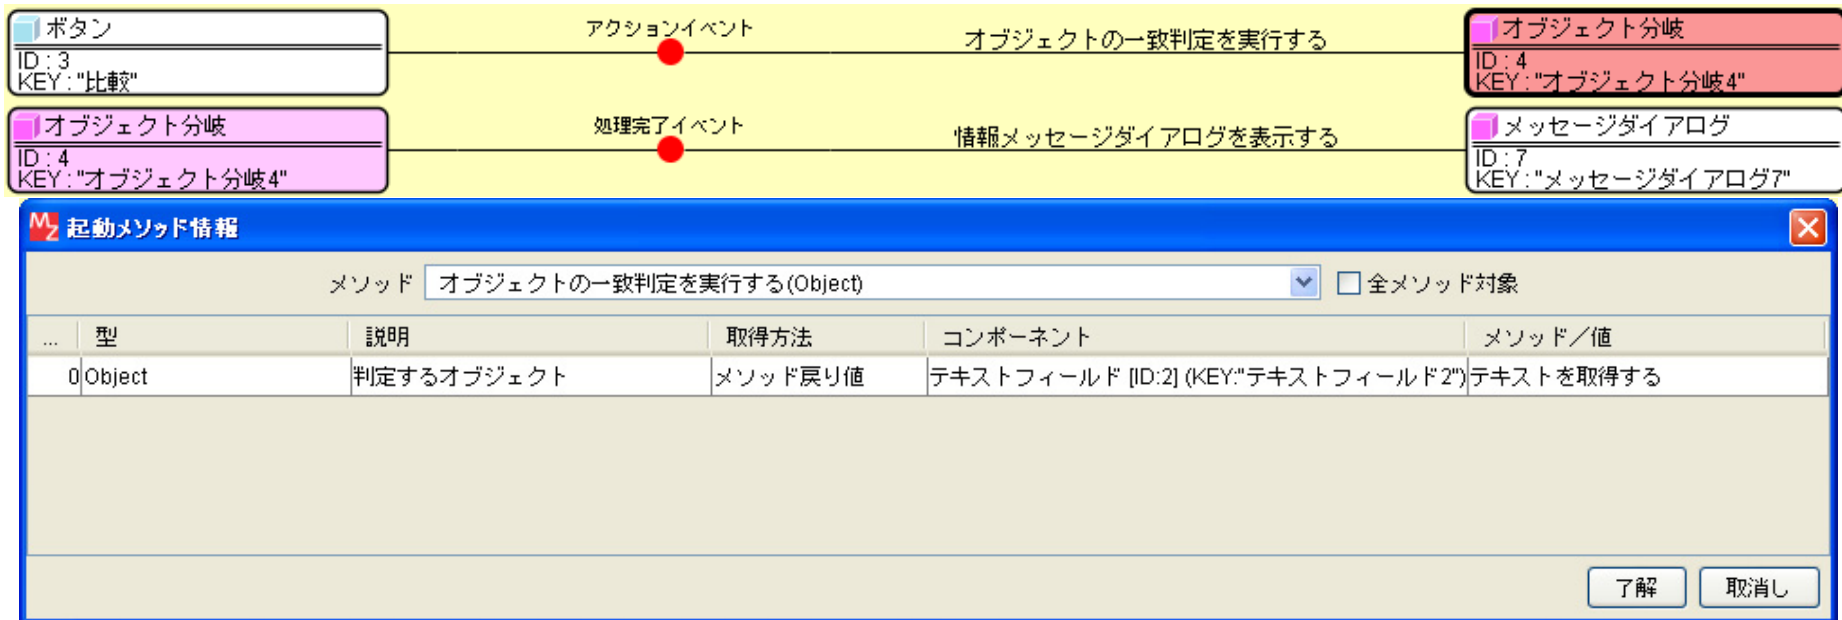 ボタン
ID : 3
KEY : "比較"
アクションイベント
オブジェクトの一致判定を実行する
オブジェクト分岐
ID : 4
KEY : "オブジェクト分岐4"
オブジェクト分岐
ID : 4
KEY : "オブジェクト分岐4"
処理完了イベント
情報メッセージダイアログを表示する
メッセージダイアログ
ID : 7
KEY : "メッセージダイアログ7"
MZ 起動メソッド情報
メソッド オブジェクトの一致判定を実行する(Object) 全メソッド対象
... 型 説明 取得方法 コンポーネント メソッド／値
0 Object 判定するオブジェクト メソッド戻り値 テキストフィールド [ID:2] (KEY:"テキストフィールド2") テキストを取得する
了解 取消し